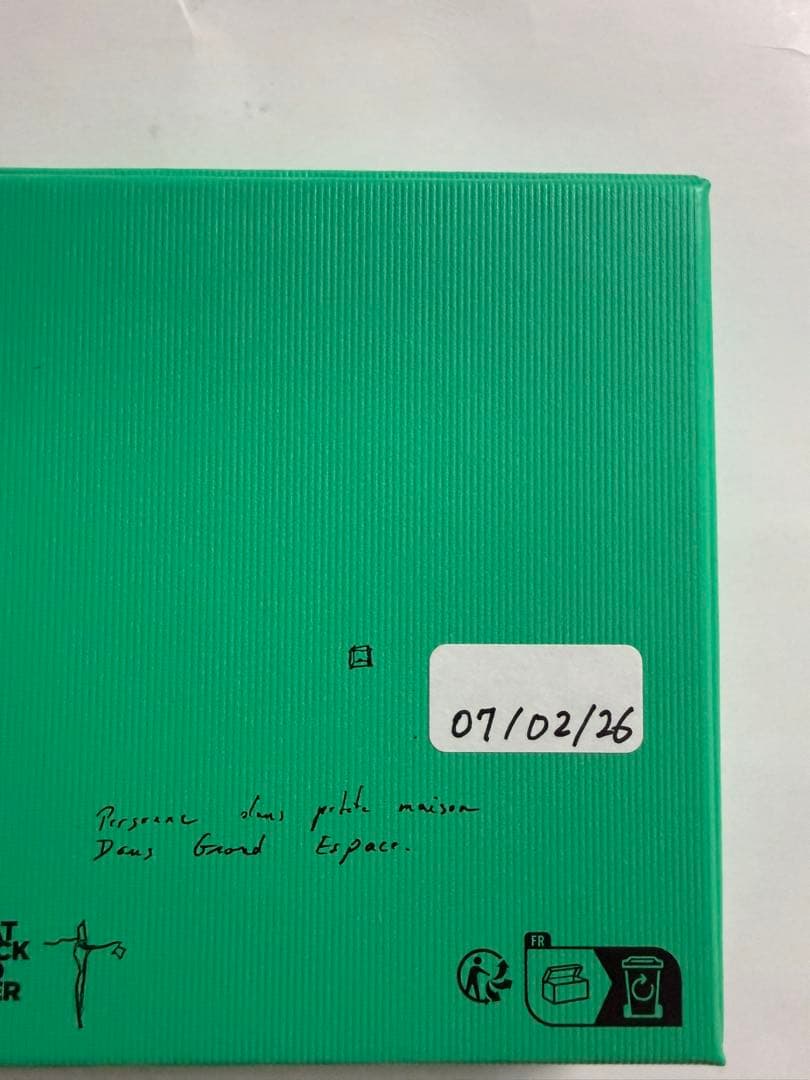 07/02/26
Personne dans petite maison
Dans Grand Espace.
FR